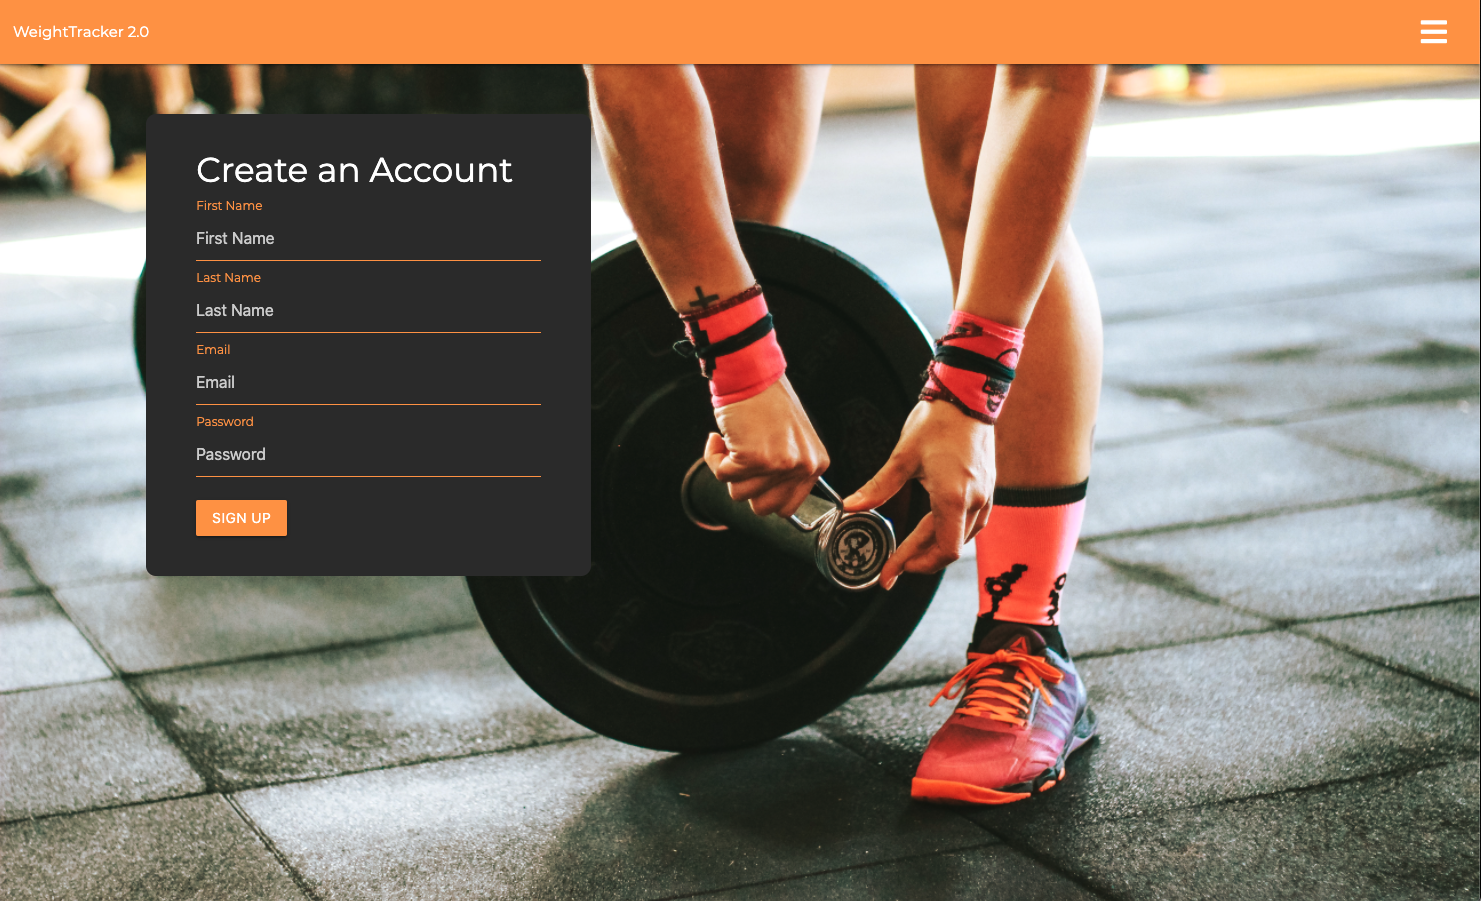 WeightTracker 2.0
Create an Account
First Name
First Name
Last Name
Last Name
Email
Email
Password
Password
SIGN UP